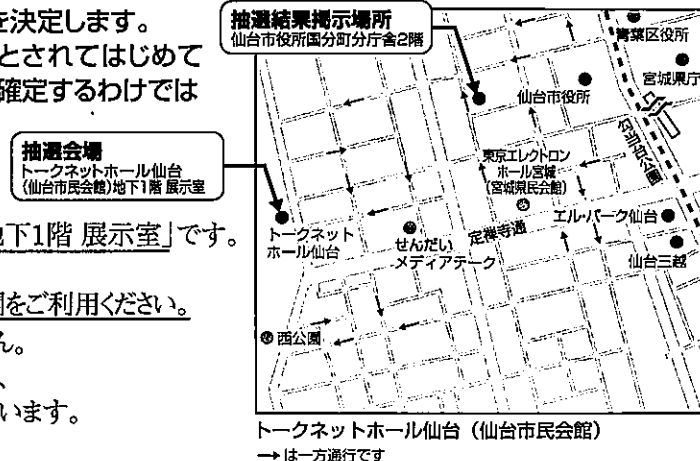 を決定します。
とされてはじめて
確定するわけでは
抽選結果掲示場所
仙台市役所国分町分庁舎2階
抽選会場
トークネットホール仙台
(仙台市民会館)地下1階 展示室
地下1階 展示室」です。
をご利用ください。
ん。
、
います。
青葉区役所
宮城県庁
仙台市役所
勾当台公園
東京エレクトロン
ホール宮城
(宮城県民会館)
エル・パーク仙台
定禅寺通
仙台三越
トークネット
ホール仙台
せんだい
メディアテーク
西公園
トークネットホール仙台(仙台市民会館)
→は一方通行です